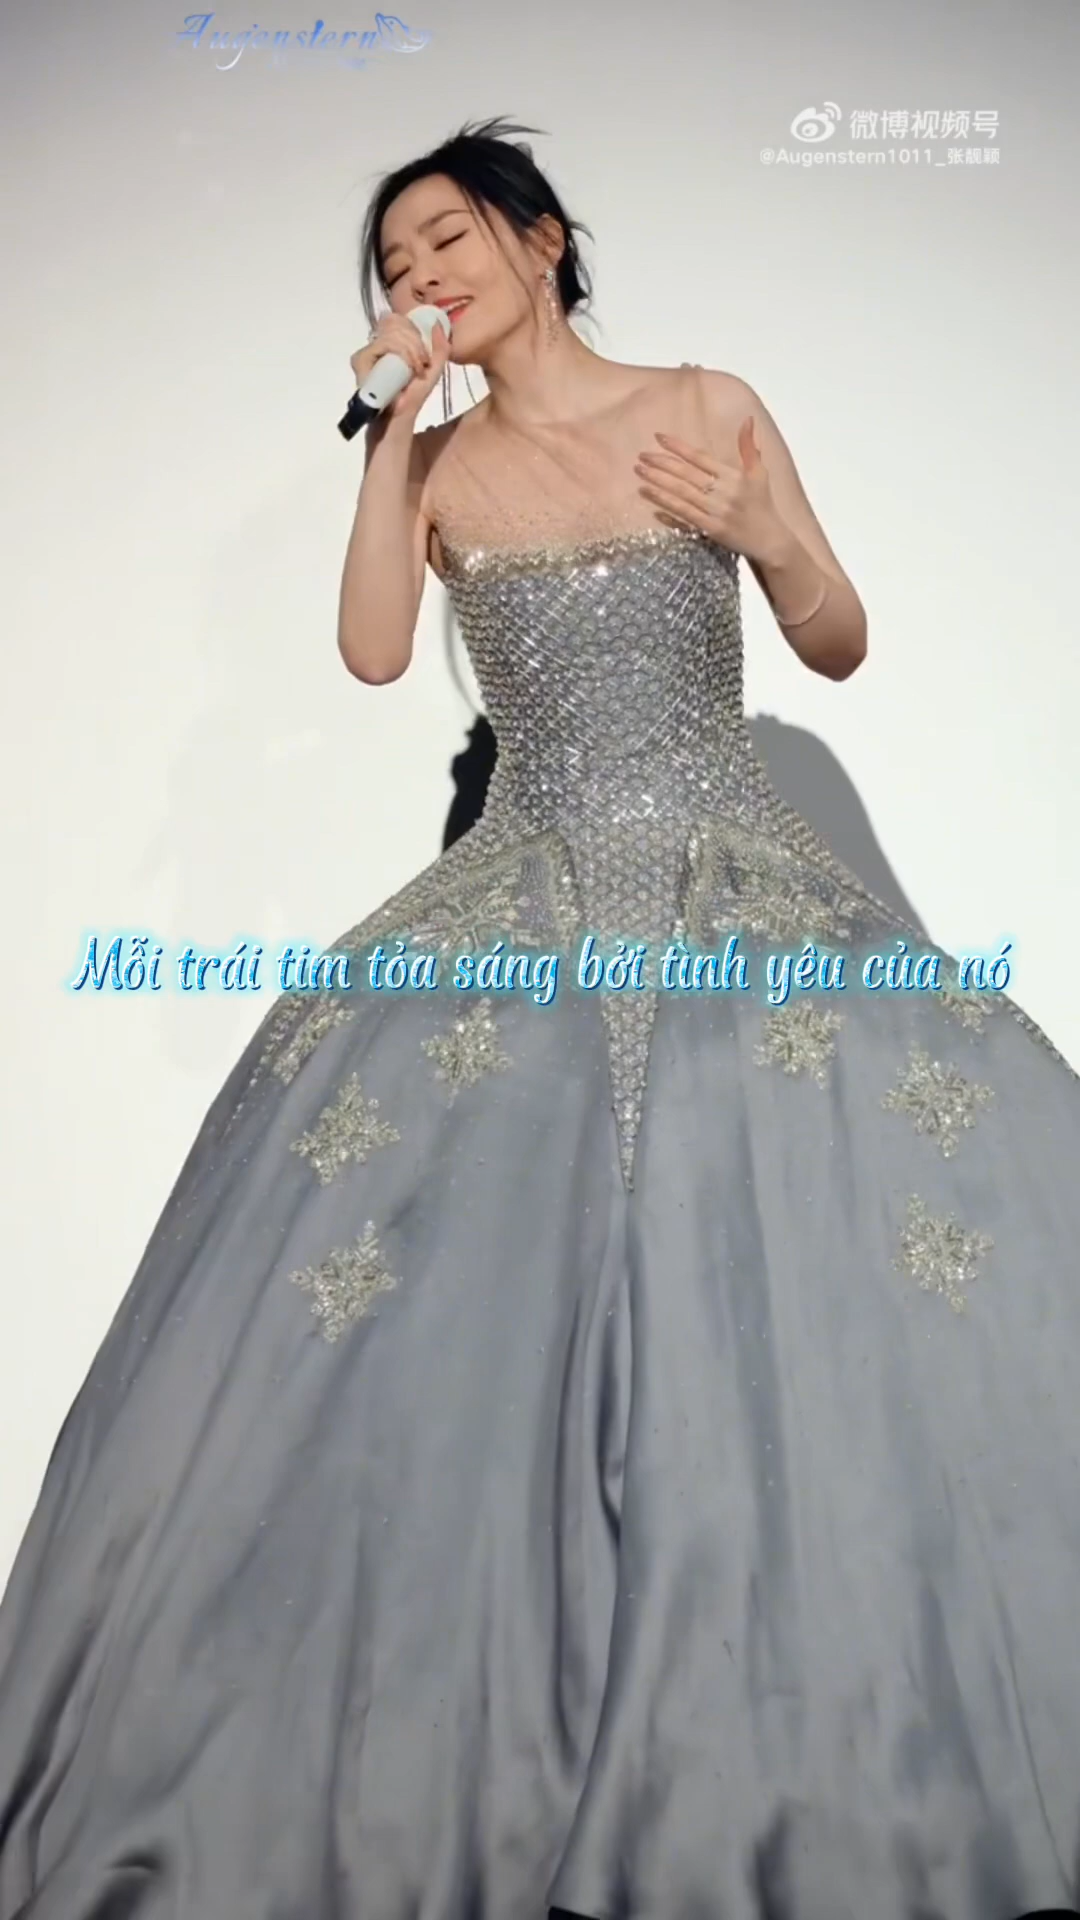 Augenstern
微博视频号
@Augenstern1011_张靓颖
Mỗi trái tim tỏa sáng bởi tình yêu của nó